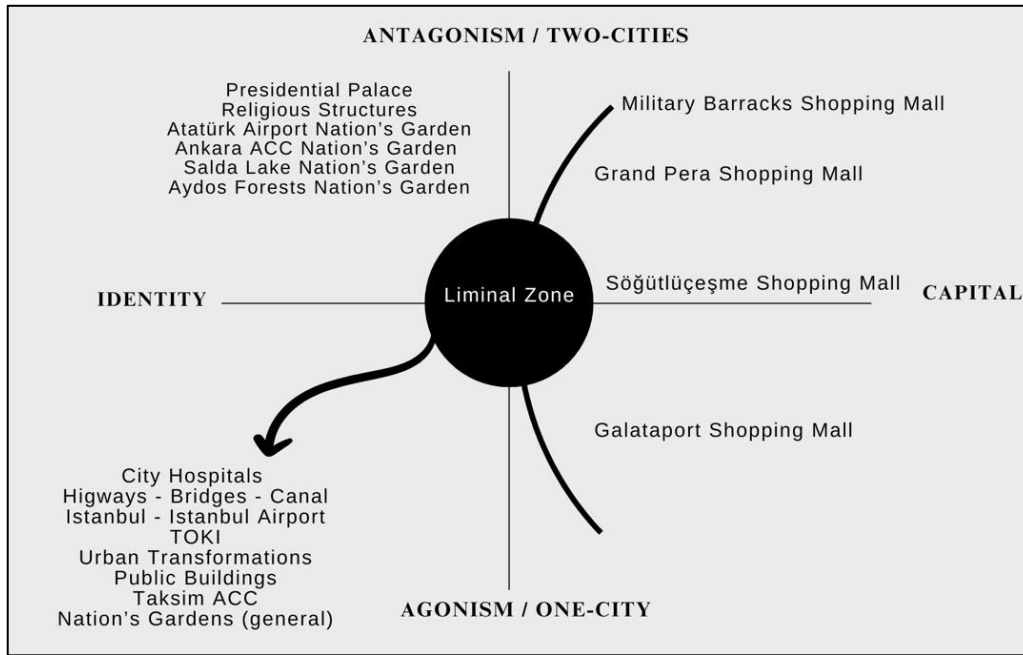 ANTAGONISM / TWO-CITIES
Presidential Palace
Religious Structures
Atatürk Airport Nation's Garden
Ankara ACC Nation's Garden
Salda Lake Nation's Garden
Aydos Forests Nation's Garden
Military Barracks Shopping Mall
Grand Pera Shopping Mall
IDENTITY
Liminal Zone
Söğütlüçeşme Shopping Mall
CAPITAL
Galataport Shopping Mall
City Hospitals
Higways - Bridges - Canal
Istanbul - Istanbul Airport
TOKI
Urban Transformations
Public Buildings
Taksim ACC
Nation's Gardens (general)
AGONISM / ONE-CITY